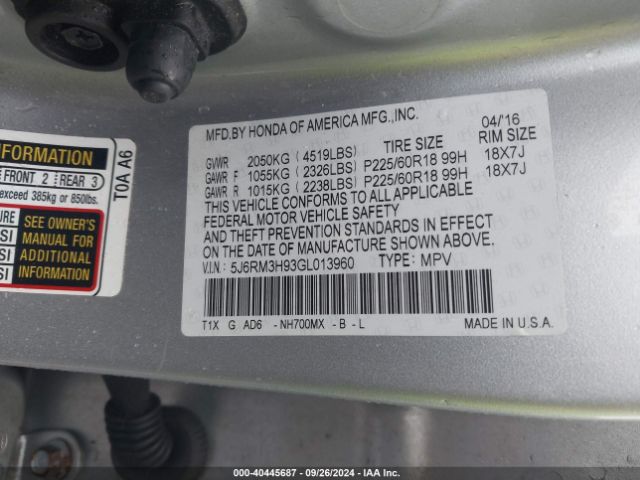 MFD.BY HONDA OF AMERICA MFG.,INC. 04/16
TIRE SIZE RIM SIZE
GVWR 2050KG (4519LBS)
GAWR F 1055KG (2326LBS) P225/60R18 99H 18X7J
GAWR R 1015KG (2238LBS) P225/60R18 99H 18X7J
THIS VEHICLE CONFORMS TO ALL APPLICABLE
FEDERAL MOTOR VEHICLE SAFETY
AND THEFT PREVENTION STANDARDS IN EFFECT
ON THE DATE OF MANUFACTURE SHOWN ABOVE.
V.I.N.: 5J6RM3H93GL013960 TYPE: MPV
T1X G AD6 -NH700MX -B-L MADE IN U.S.A.
FORMATION
FRONT 2 REAR 3
exceed 385kg or 850lbs.
SEE OWNER'S
MANUAL FOR
ADDITIONAL
INFORMATION
T0A A6
000-40445687 - 09/26/2024 - IAA Inc.